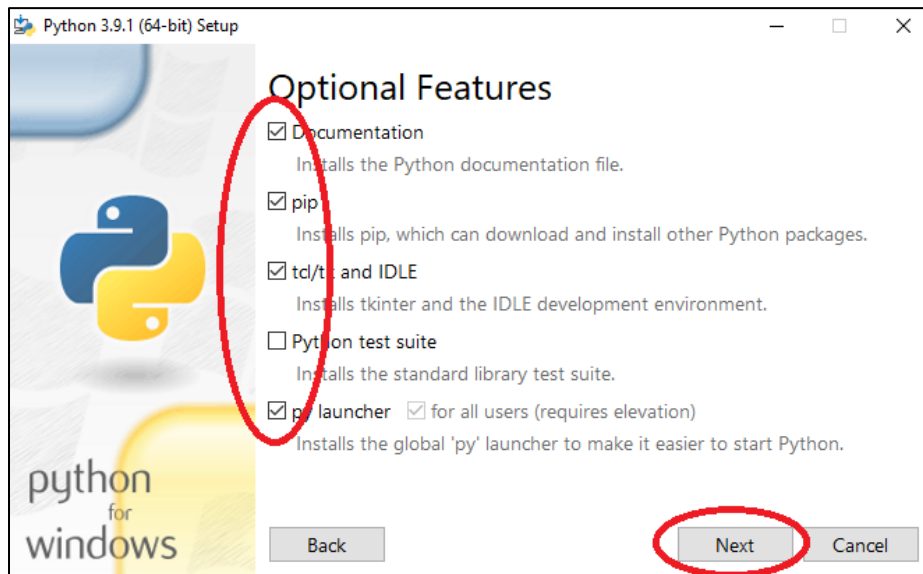 Python 3.9.1 (64-bit) Setup
Optional Features
Documentation
Installs the Python documentation file.
pip
Installs pip, which can download and install other Python packages.
tcl/tk and IDLE
Installs tkinter and the IDLE development environment.
Python test suite
Installs the standard library test suite.
py launcher for all users (requires elevation)
Installs the global 'py' launcher to make it easier to start Python.
python
for
windows
Back Next Cancel